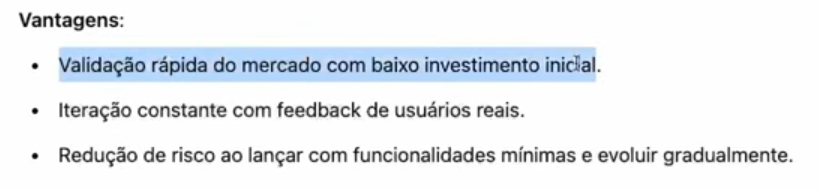 Vantagens:
• Validação rápida do mercado com baixo investimento inicial.
• Iteração constante com feedback de usuários reais.
• Redução de risco ao lançar com funcionalidades mínimas e evoluir gradualmente.